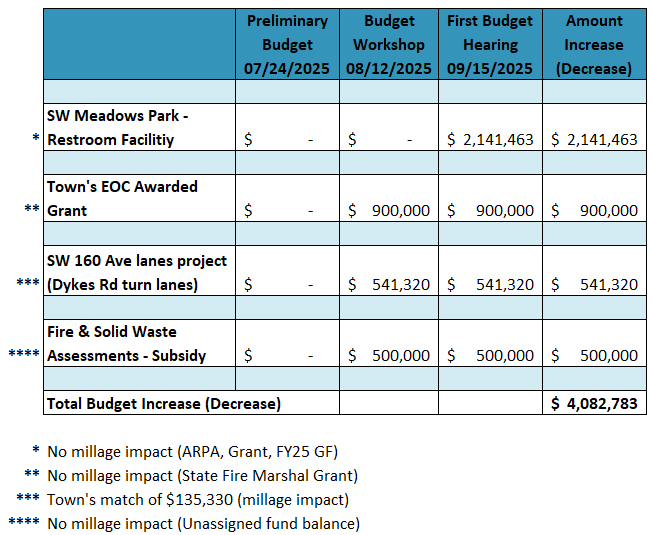 Preliminary Budget First Budget Amount
Budget Workshop Hearing Increase
07/24/2025 08/12/2025 09/15/2025 (Decrease)
SW Meadows Park -
* Restroom Facilitiy $ - $ - $ 2,141,463 $ 2,141,463
Town's EOC Awarded
** Grant $ - $ 900,000 $ 900,000 $ 900,000
SW 160 Ave lanes project
*** (Dykes Rd turn lanes) $ - $ 541,320 $ 541,320 $ 541,320
Fire & Solid Waste
**** Assessments - Subsidy $ - $ 500,000 $ 500,000 $ 500,000
Total Budget Increase (Decrease) $ 4,082,783
* No millage impact (ARPA, Grant, FY25 GF)
** No millage impact (State Fire Marshal Grant)
*** Town's match of $135,330 (millage impact)
**** No millage impact (Unassigned fund balance)